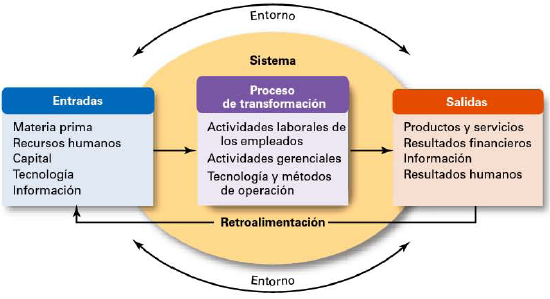 Entorno
Sistema
Entradas
Materia prima
Recursos humanos
Capital
Tecnología
Información
Proceso
de transformación
Actividades laborales de
los empleados
Actividades gerenciales
Tecnología y métodos
de operación
Salidas
Productos y servicios
Resultados financieros
Información
Resultados humanos
Retroalimentación
Entorno